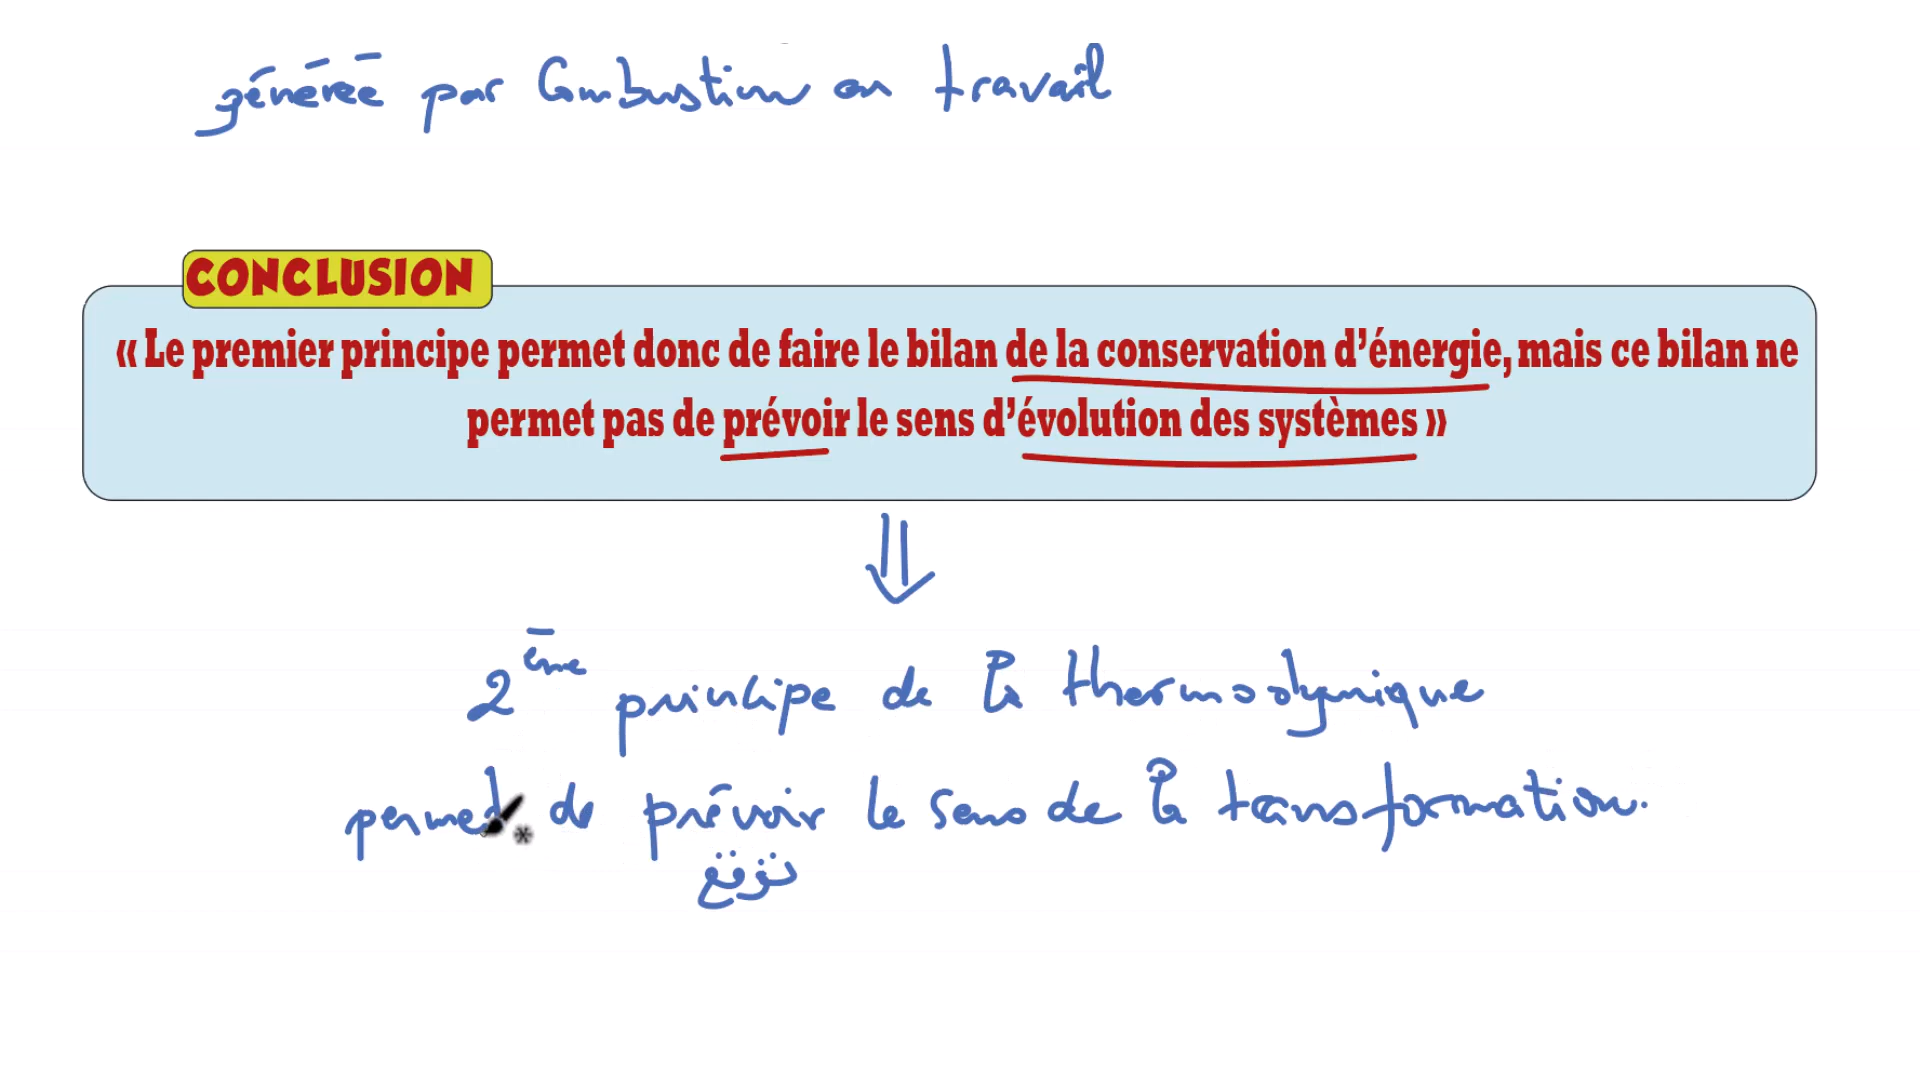 générée par Combustion en travail
CONCLUSION
« Le premier principe permet donc de faire le bilan de la conservation d’énergie, mais ce bilan ne
permet pas de prévoir le sens d’évolution des systèmes »
2ème principe de la thermodynamique
permet de prévoir le sens de la transformation.
توقع